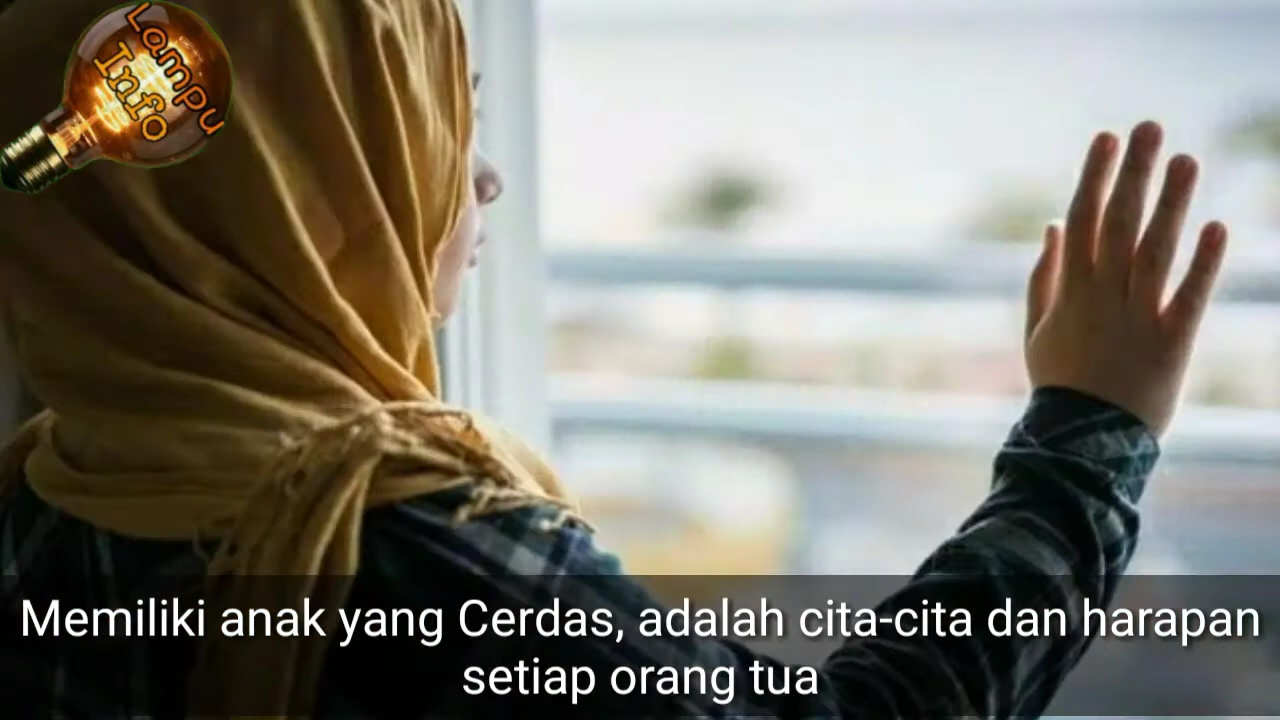 Lampu
Info
Memiliki anak yang Cerdas, adalah cita-cita dan harapan
setiap orang tua